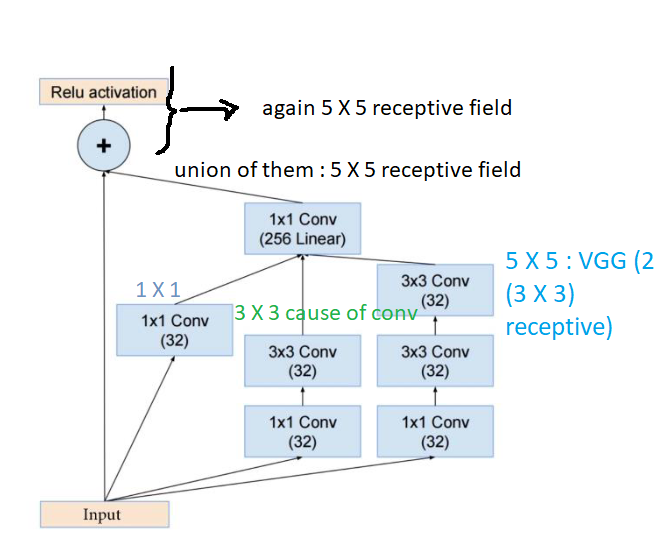 Relu activation
again 5 X 5 receptive field
+
union of them : 5 X 5 receptive field
1x1 Conv
(256 Linear)
5 X 5 : VGG (2
(3 X 3)
receptive)
3x3 Conv
(32)
1 X 1
3 X 3 cause of conv
1x1 Conv
(32)
3x3 Conv
(32)
3x3 Conv
(32)
1x1 Conv
(32)
1x1 Conv
(32)
Input